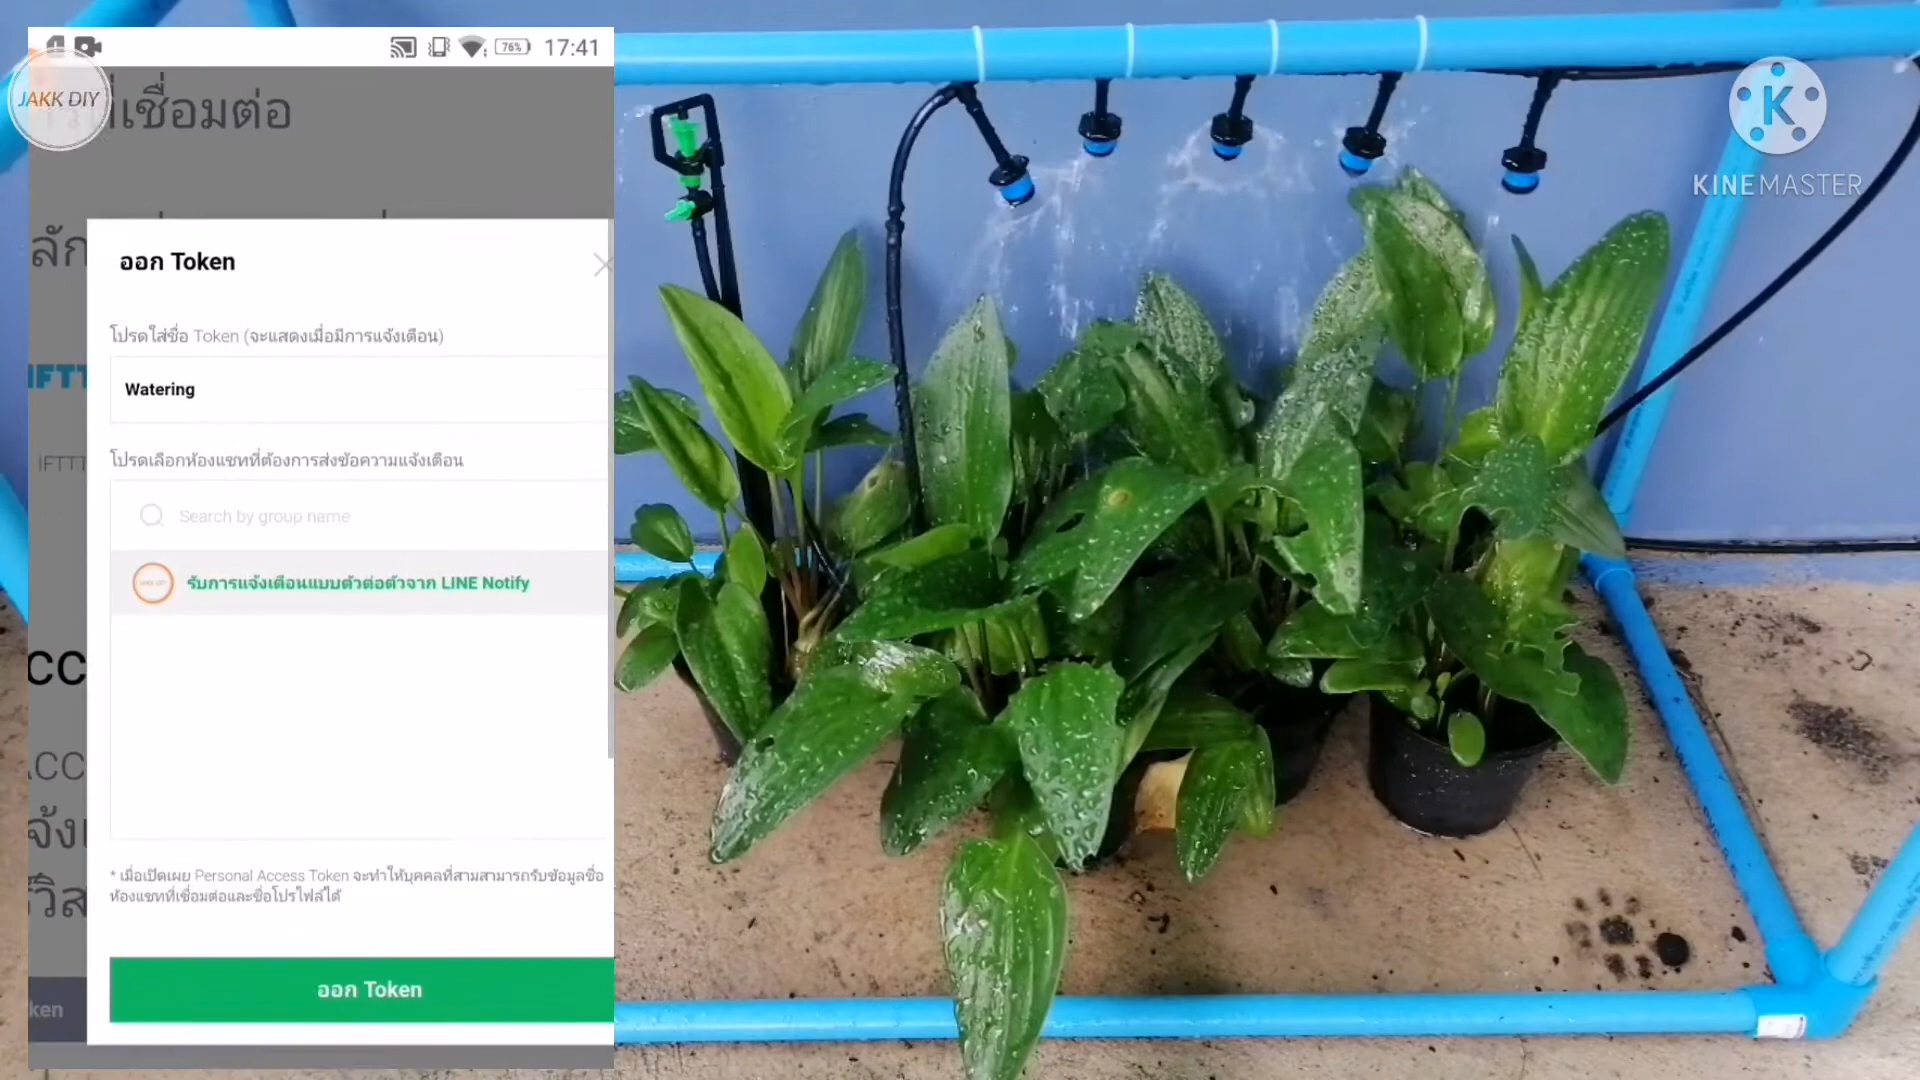 76%
17:41
JAKK DIY
ที่เชื่อมต่อ
ลัก
ออก Token
โปรดใส่ชื่อ Token (จะแสดงเมื่อมีการแจ้งเตือน)
IFTT
Watering
IFTTT
โปรดเลือกห้องแชทที่ต้องการส่งข้อความแจ้งเตือน
Search by group name
รับการแจ้งเตือนแบบตัวต่อตัวจาก LINE Notify
CC
ACC
* เมื่อเปิดเผย Personal Access Token จะทำให้บุคคลที่สามสามารถรับข้อมูลชื่อ
ห้องแชทที่เชื่อมต่อและชื่อโปรไฟล์ได้
ออก Token
ken
K
KINEMASTER